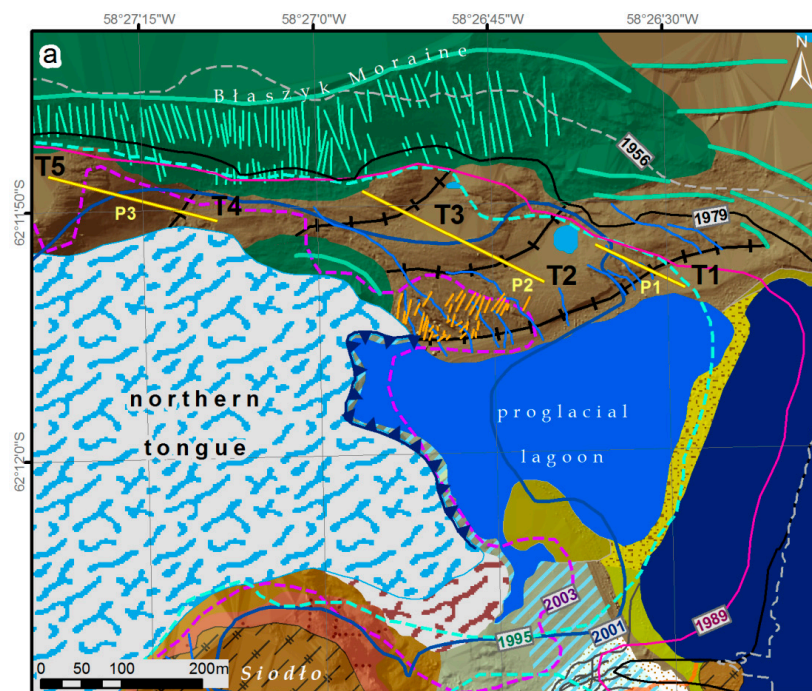 58°27'15"W 58°27'0"W 58°26'45"W 58°26'30"W
a
N
Błaszyk Moraine
1956
T5
T4
T3
1979
P3
62°11'50"S
T2
T1
P2
P1
northern
tongue
proglacial
lagoon
62°12'0"S
2003
1995
2001
1989
0 50 100 200m
Siodło